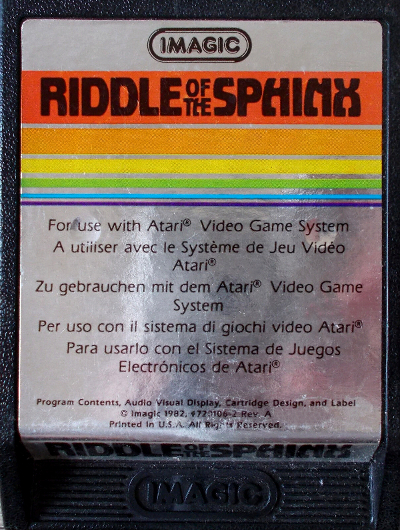 IMAGIC
RIDDLE OF THE SPHINX
For use with Atari® Video Game System
A utiliser avec le Système de Jeu Vidéo
Atari®
Zu gebrauchen mit dem Atari® Video Game
System
Per uso con il sistema di giochi video Atari®
Para usarlo con el Sistema de Juegos
Electrónicos de Atari®
Program Contents, Audio Visual Display, Cartridge Design, and Label
© Imagic 1982, #720106-2 Rev. A
Printed in U.S.A. All Rights Reserved.
RIDDLE OF THE SPHINX
IMAGIC